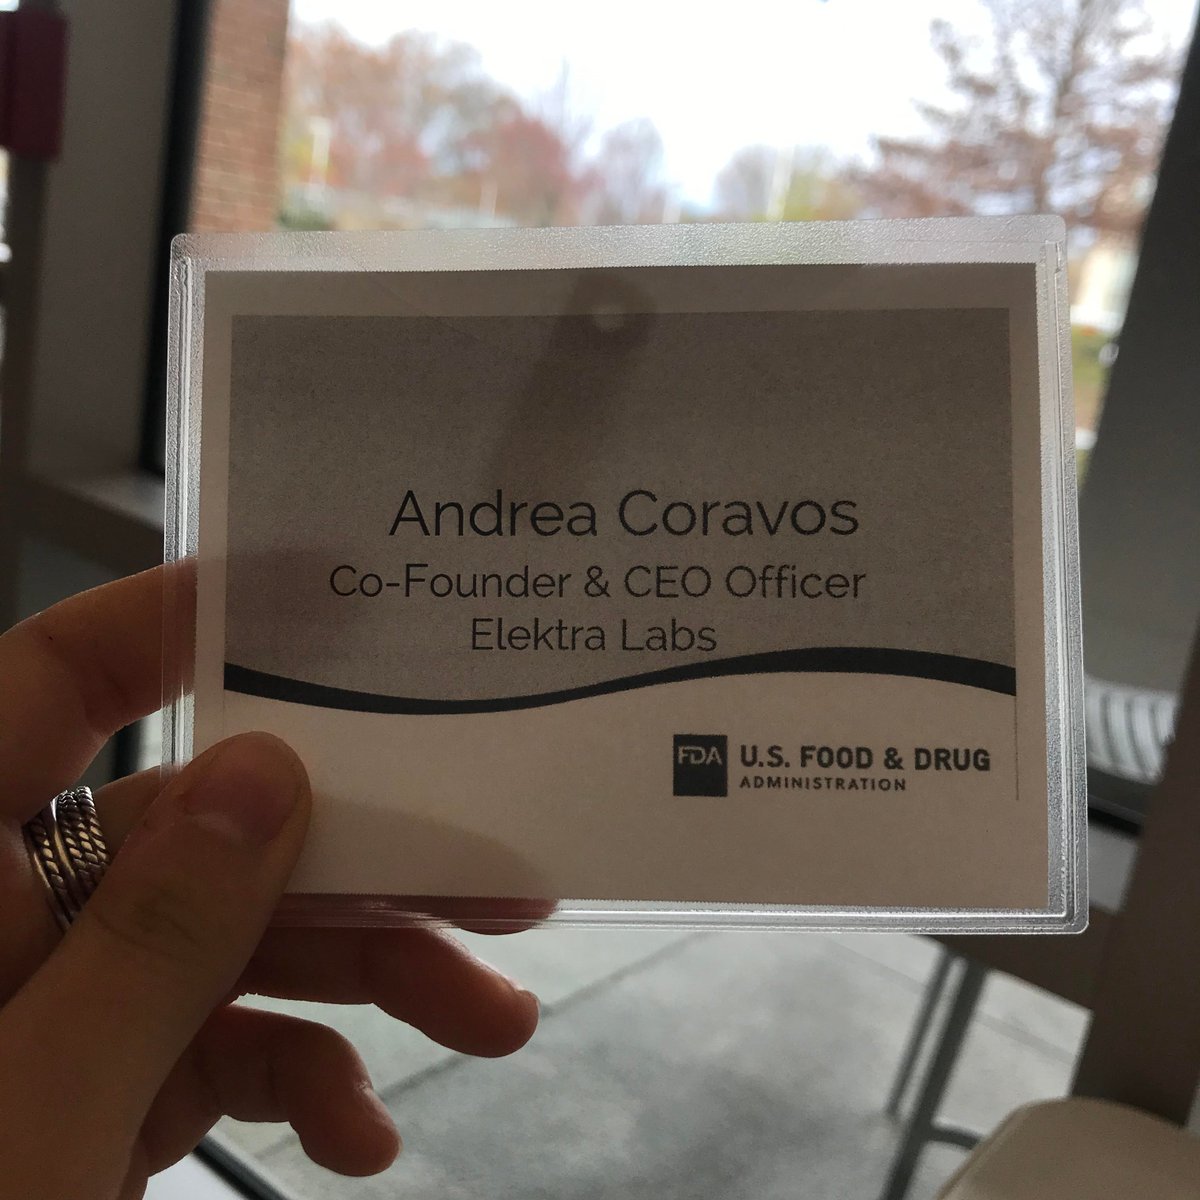 Andrea Coravos
Co-Founder & CEO Officer
Elektra Labs
FDA U.S. FOOD & DRUG
ADMINISTRATION